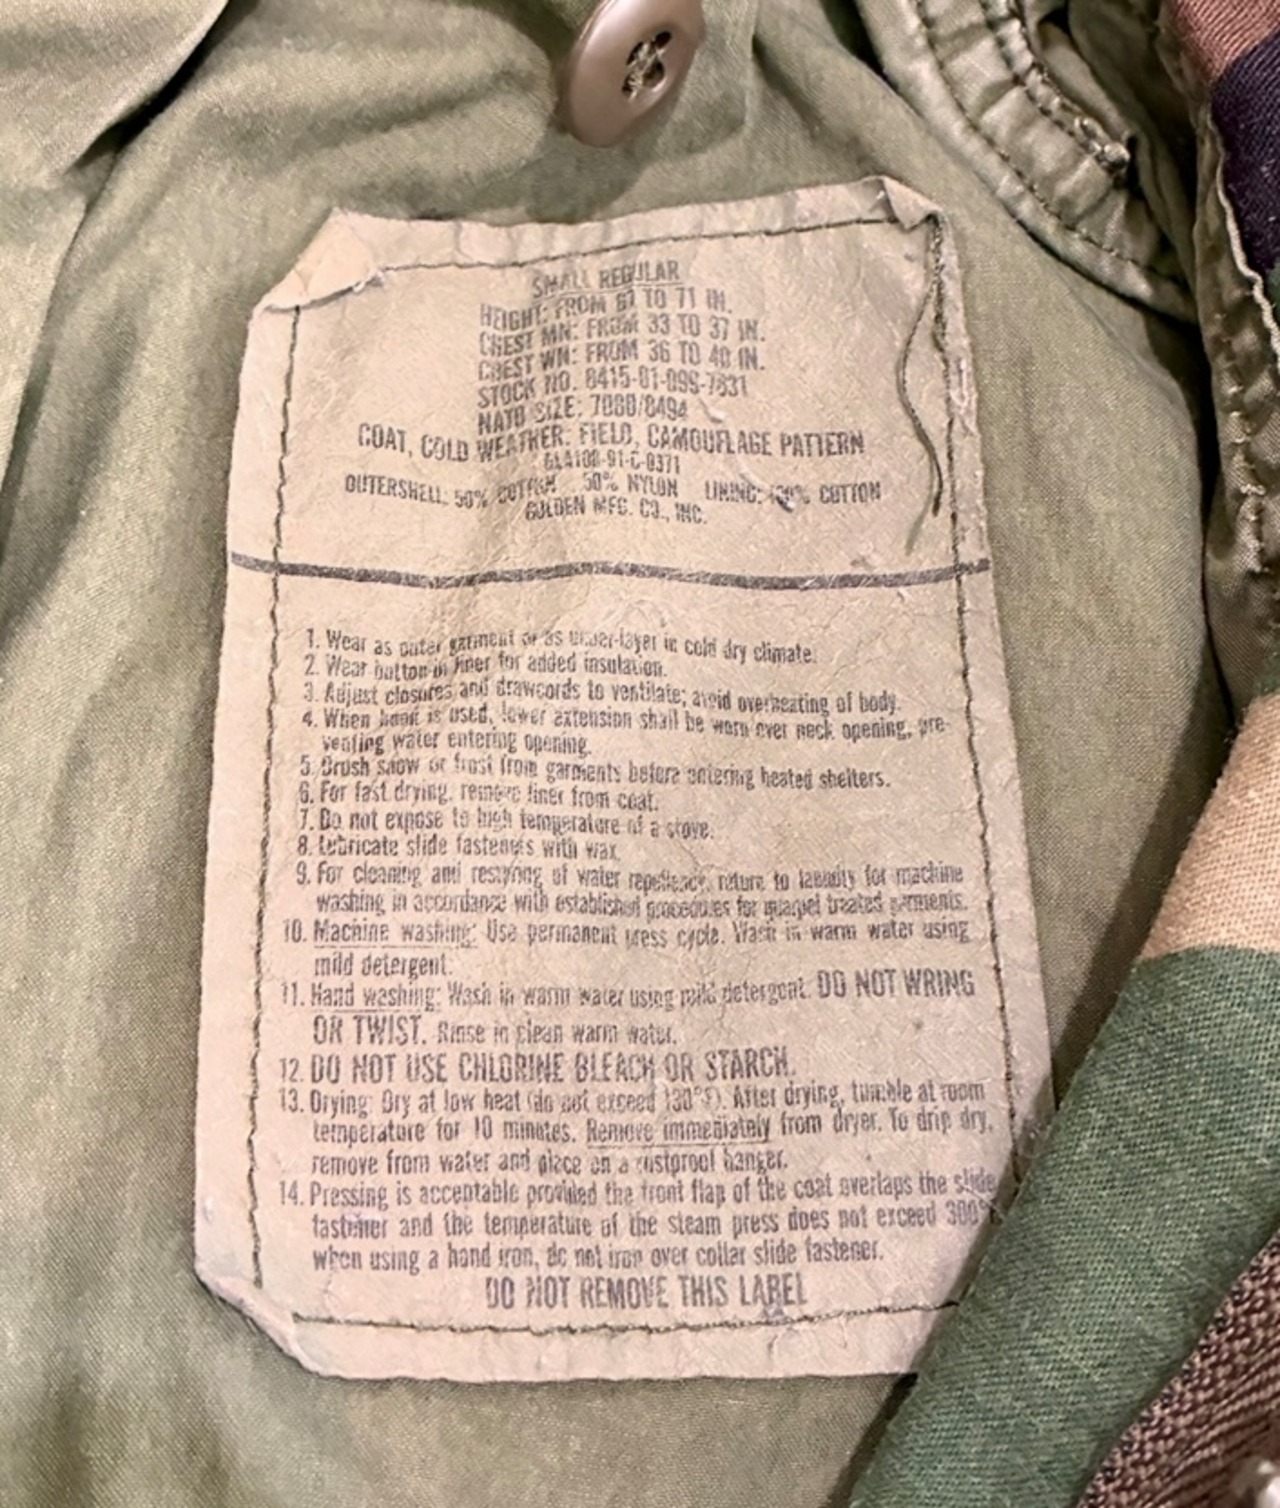 SMALL REGULAR
HEIGHT: FROM 67 TO 71 IN.
CHEST MN: FROM 33 TO 37 IN.
CHEST WN: FROM 36 TO 40 IN.
STOCK NO. 8415-01-099-7831
NATO SIZE: 7080/8494
COAT, COLD WEATHER: FIELD, CAMOUFLAGE PATTERN
-91-C-0371
OUTERSHELL: 50% COTTON 50% NYLON LINING: 100% COTTON
GOLDEN MFG. CO., INC.
1. Wear as outer garment or as under-layer in cold dry climate.
2. Wear button-in liner for added insulation.
3. Adjust closures and drawcords to ventilate; avoid overheating of body.
4. When hood is used, lower extension shall be worn over neck opening, pre-
venting water entering opening.
5. Brush snow or frost from garments before entering heated shelters.
6. For fast drying, remove liner from coat.
7. Do not expose to high temperature of a stove.
8. Lubricate slide fasteners with wax.
9. For cleaning and restyling of water repellency, return to laundry for machine
washing in accordance with established procedures for quarpel treated garments.
10. Machine washing: Use permanent press cycle. Wash in warm water using
mild detergent.
11. Hand washing: Wash in warm water using mild detergent. DO NOT WRING
OR TWIST. Rinse in clean warm water.
12. DO NOT USE CHLORINE BLEACH OR STARCH.
13. Drying: Dry at low heat (do not exceed 130°F). After drying, tumble at room
temperature for 10 minutes. Remove immediately from dryer. To drip dry,
remove from water and place on a rustproof hanger.
14. Pressing is acceptable provided the front flap of the coat overlaps the slide
fastener and the temperature of the steam press does not exceed 300°
when using a hand iron, do not iron over collar slide fastener.
DO NOT REMOVE THIS LABEL